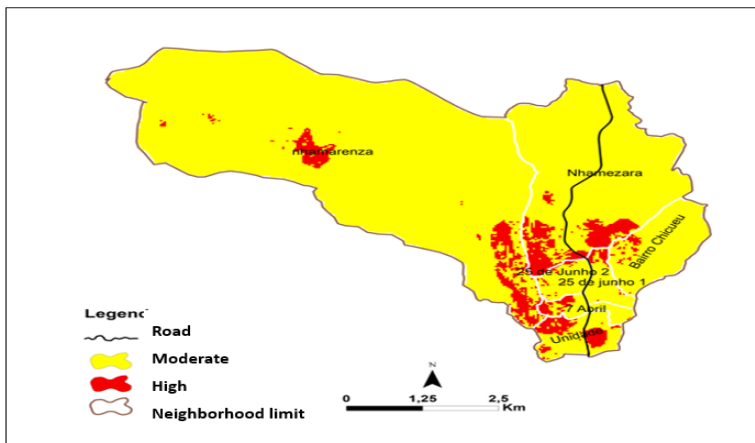 nhamarenza
Nhamezara
Bairro Chicueu
25 de Junho 2
25 de junho 1
7 Abril
Unidade
Legend
Road
Moderate
High
Neighborhood limit
N
0 1,25 2,5
Km